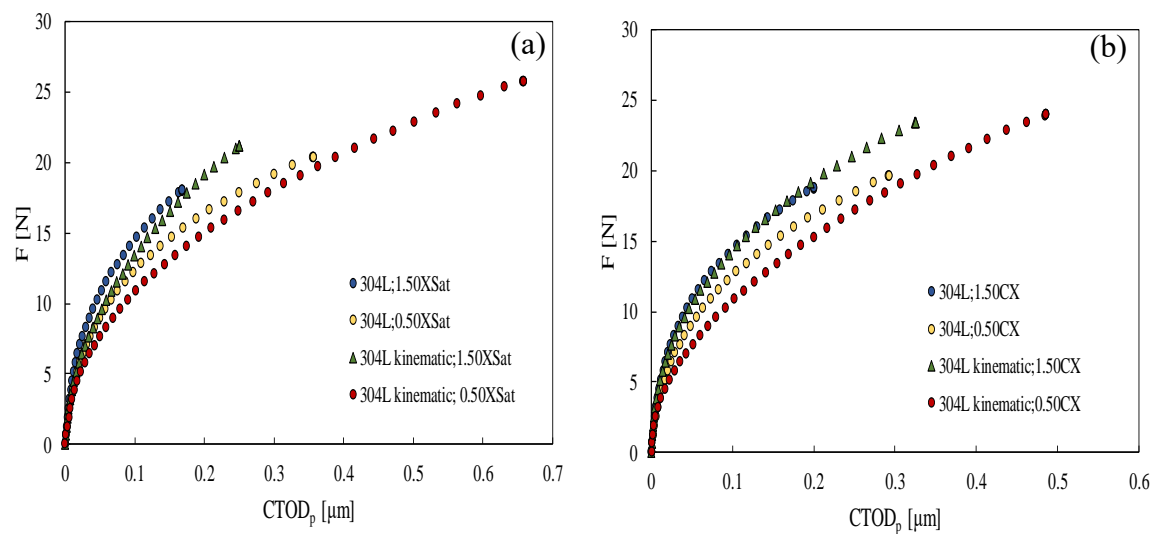 (a)
30
25
20
15
10
5
0
F [N]
0 0.1 0.2 0.3 0.4 0.5 0.6 0.7
CTODp [μm]
304L;1.50XSat
304L;0.50XSat
304L kinematic;1.50XSat
304L kinematic; 0.50XSat
(b)
30
25
20
15
10
5
0
F [N]
0 0.1 0.2 0.3 0.4 0.5 0.6
CTODp [μm]
304L;1.50CX
304L;0.50CX
304L kinematic;1.50CX
304L kinematic;0.50CX